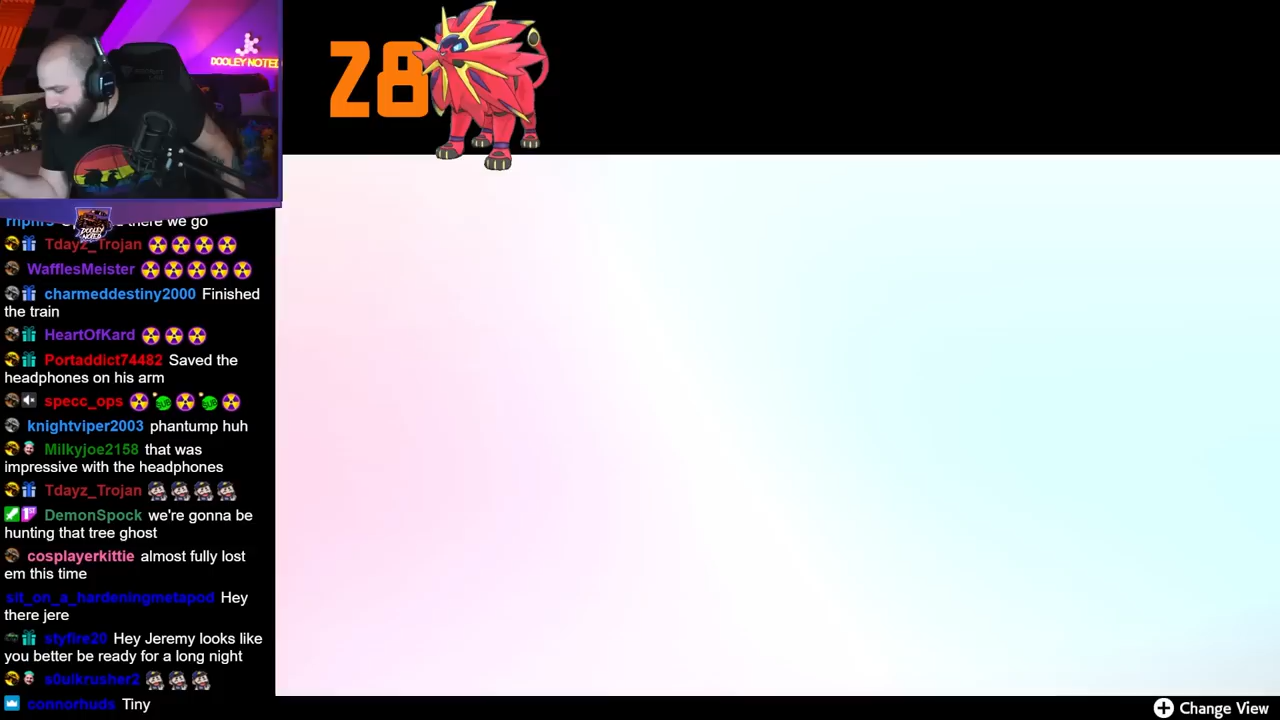 DOOLEY NOTED
28
there we go
Tdayz_Trojan
WafflesMeister
charmeddestiny2000 Finished
the train
HeartOfKard
Portaddict74482 Saved the
headphones on his arm
specc_ops
knightviper2003 phantump huh
Milkyjoe2158 that was
impressive with the headphones
Tdayz_Trojan
DemonSpock we're gonna be
hunting that tree ghost
cosplayerkittie almost fully lost
em this time
sit_on_a_hardeningmetapod Hey
there jere
styfire20 Hey Jeremy looks like
you better be ready for a long night
s0ulkrusher2
connorhuds Tiny
Change View